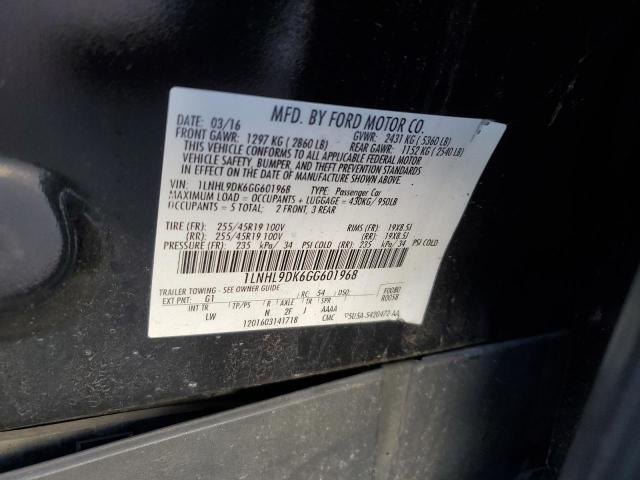 MFD. BY FORD MOTOR CO.
DATE: 03/16 GVWR: 2431 KG (5360 LB)
FRONT GAWR: 1297 KG (2860 LB) REAR GAWR: 1152 KG (2540 LB)
THIS VEHICLE CONFORMS TO ALL APPLICABLE FEDERAL MOTOR
VEHICLE SAFETY, BUMPER, AND THEFT PREVENTION STANDARDS
IN EFFECT ON THE DATE OF MANUFACTURE SHOWN ABOVE.
VIN: 1LNHL9DK6GG601968 TYPE: Passenger Car
MAXIMUM LOAD = OCCUPANTS + LUGGAGE = 430KG/950LB
OCCUPANTS = 5 TOTAL: 2 FRONT, 3 REAR
TIRE (FR): 255/45R19 100V RIMS (FR): 19X8.5J
(RR): 255/45R19 100V (RR): 19X8.5J
PRESSURE (FR): 235 kPa/ 34 PSI COLD (RR): 235 kPa/ 34 PSI COLD
1LNHL9DK6GG601968
TRAILER TOWING - SEE OWNER GUIDE
EXT PNT: G1 RC: 54 DSO: F0080
R0058
INT TR TP/PS R AXLE TR SPR
LW N 2F J AAAA
1201603141718 CMC